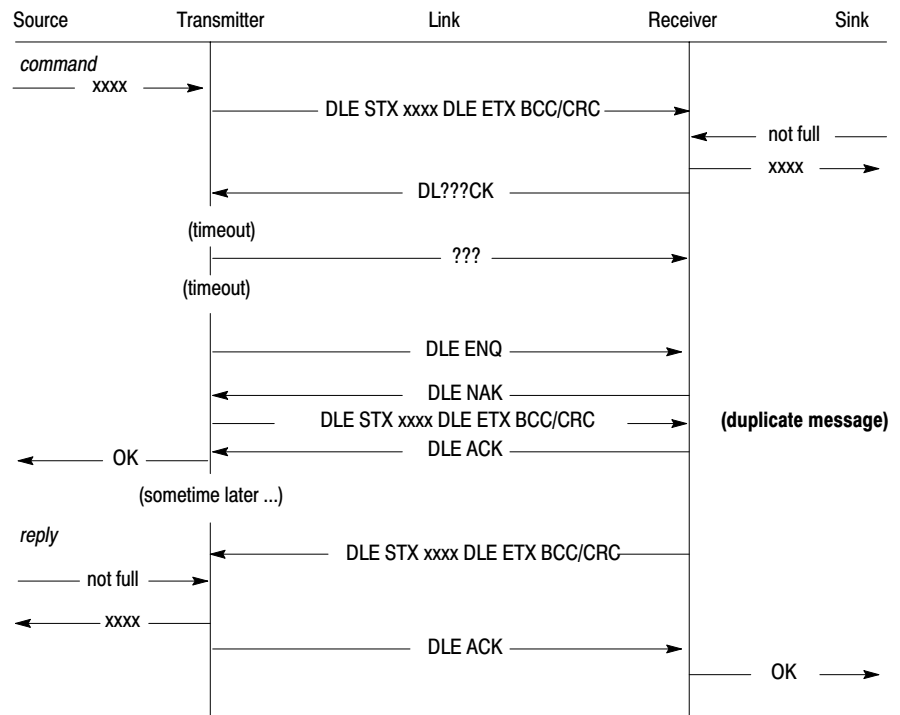 Source Transmitter Link Receiver Sink
command
xxxx
DLE STX xxxx DLE ETX BCC/CRC
not full
xxxx
DL???CK
(timeout)
???
(timeout)
DLE ENQ
DLE NAK
DLE STX xxxx DLE ETX BCC/CRC (duplicate message)
DLE ACK
OK
(sometime later ...)
reply
DLE STX xxxx DLE ETX BCC/CRC
not full
xxxx
DLE ACK
OK